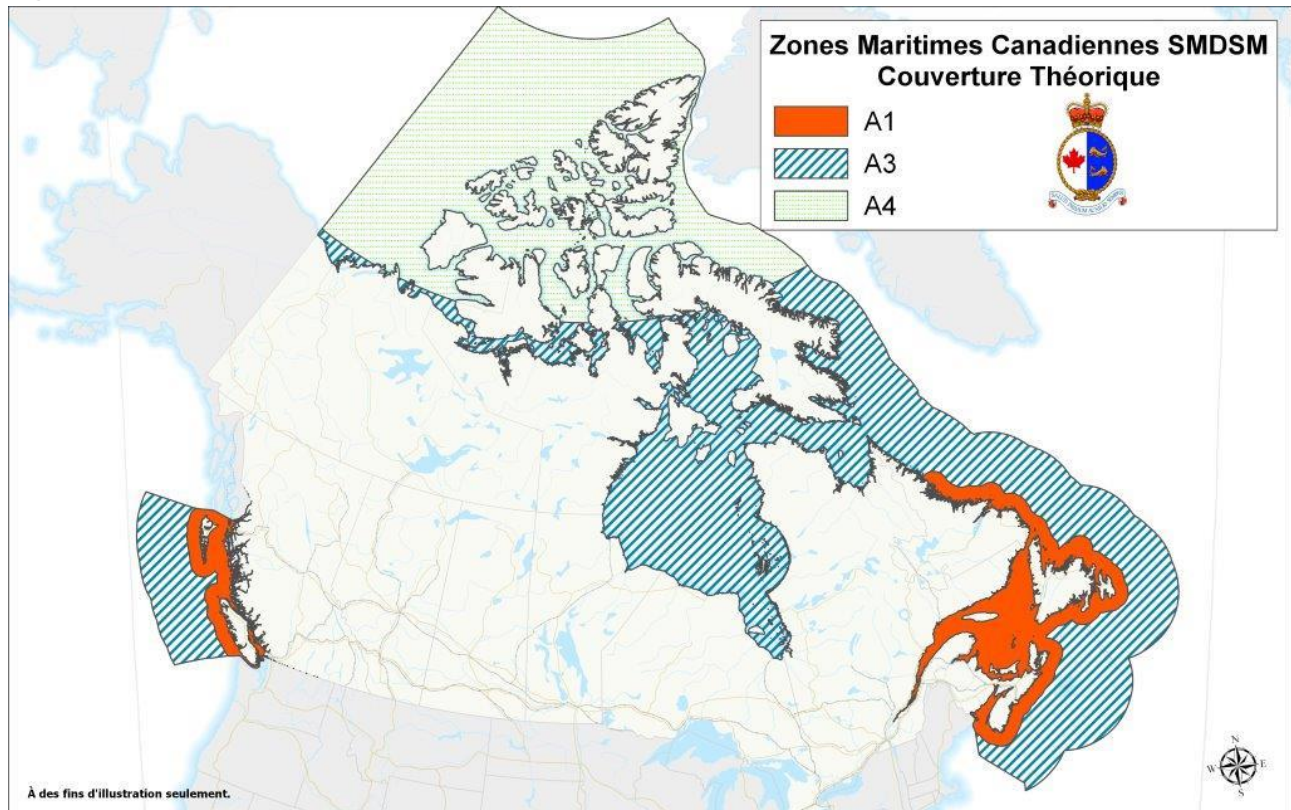 Zones Maritimes Canadiennes SMDSM
Couverture Théorique
A1
A3
A4
N
W
E
S
À des fins d'illustration seulement.